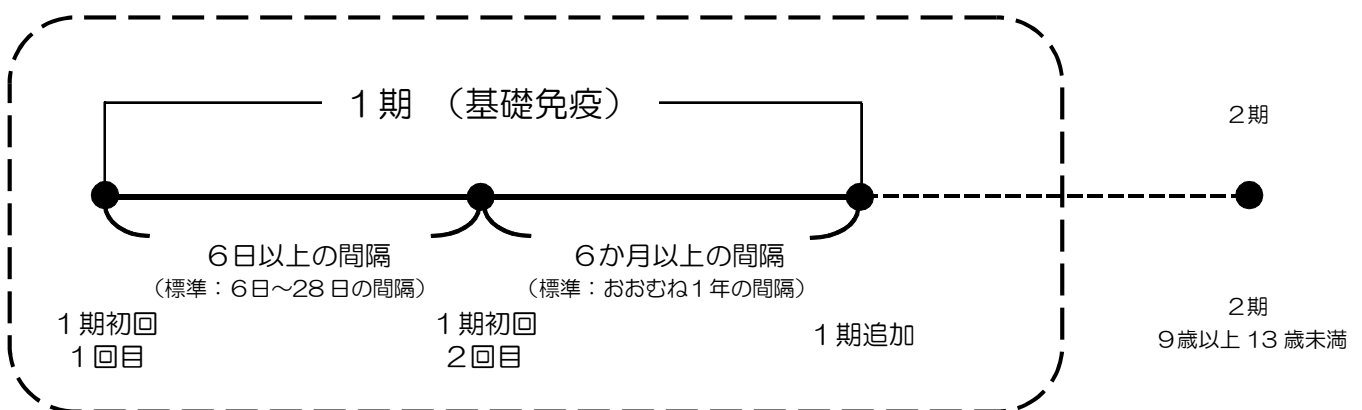 １期 （基礎免疫）
２期
６日以上の間隔
（標準：６日～28 日の間隔）
６か月以上の間隔
（標準：おおむね１年の間隔）
１期初回
１回目
１期初回
２回目
１期追加
２期
９歳以上 13 歳未満